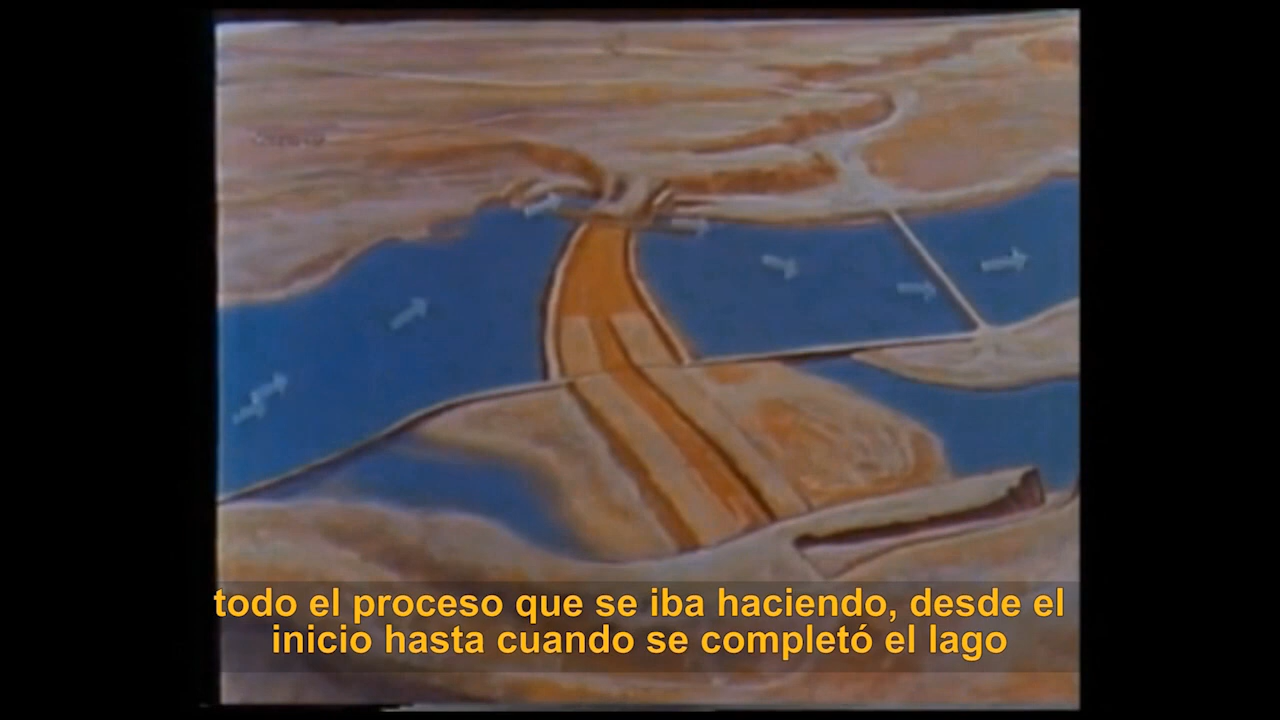 todo el proceso que se iba haciendo, desde el
inicio hasta cuando se completó el lago